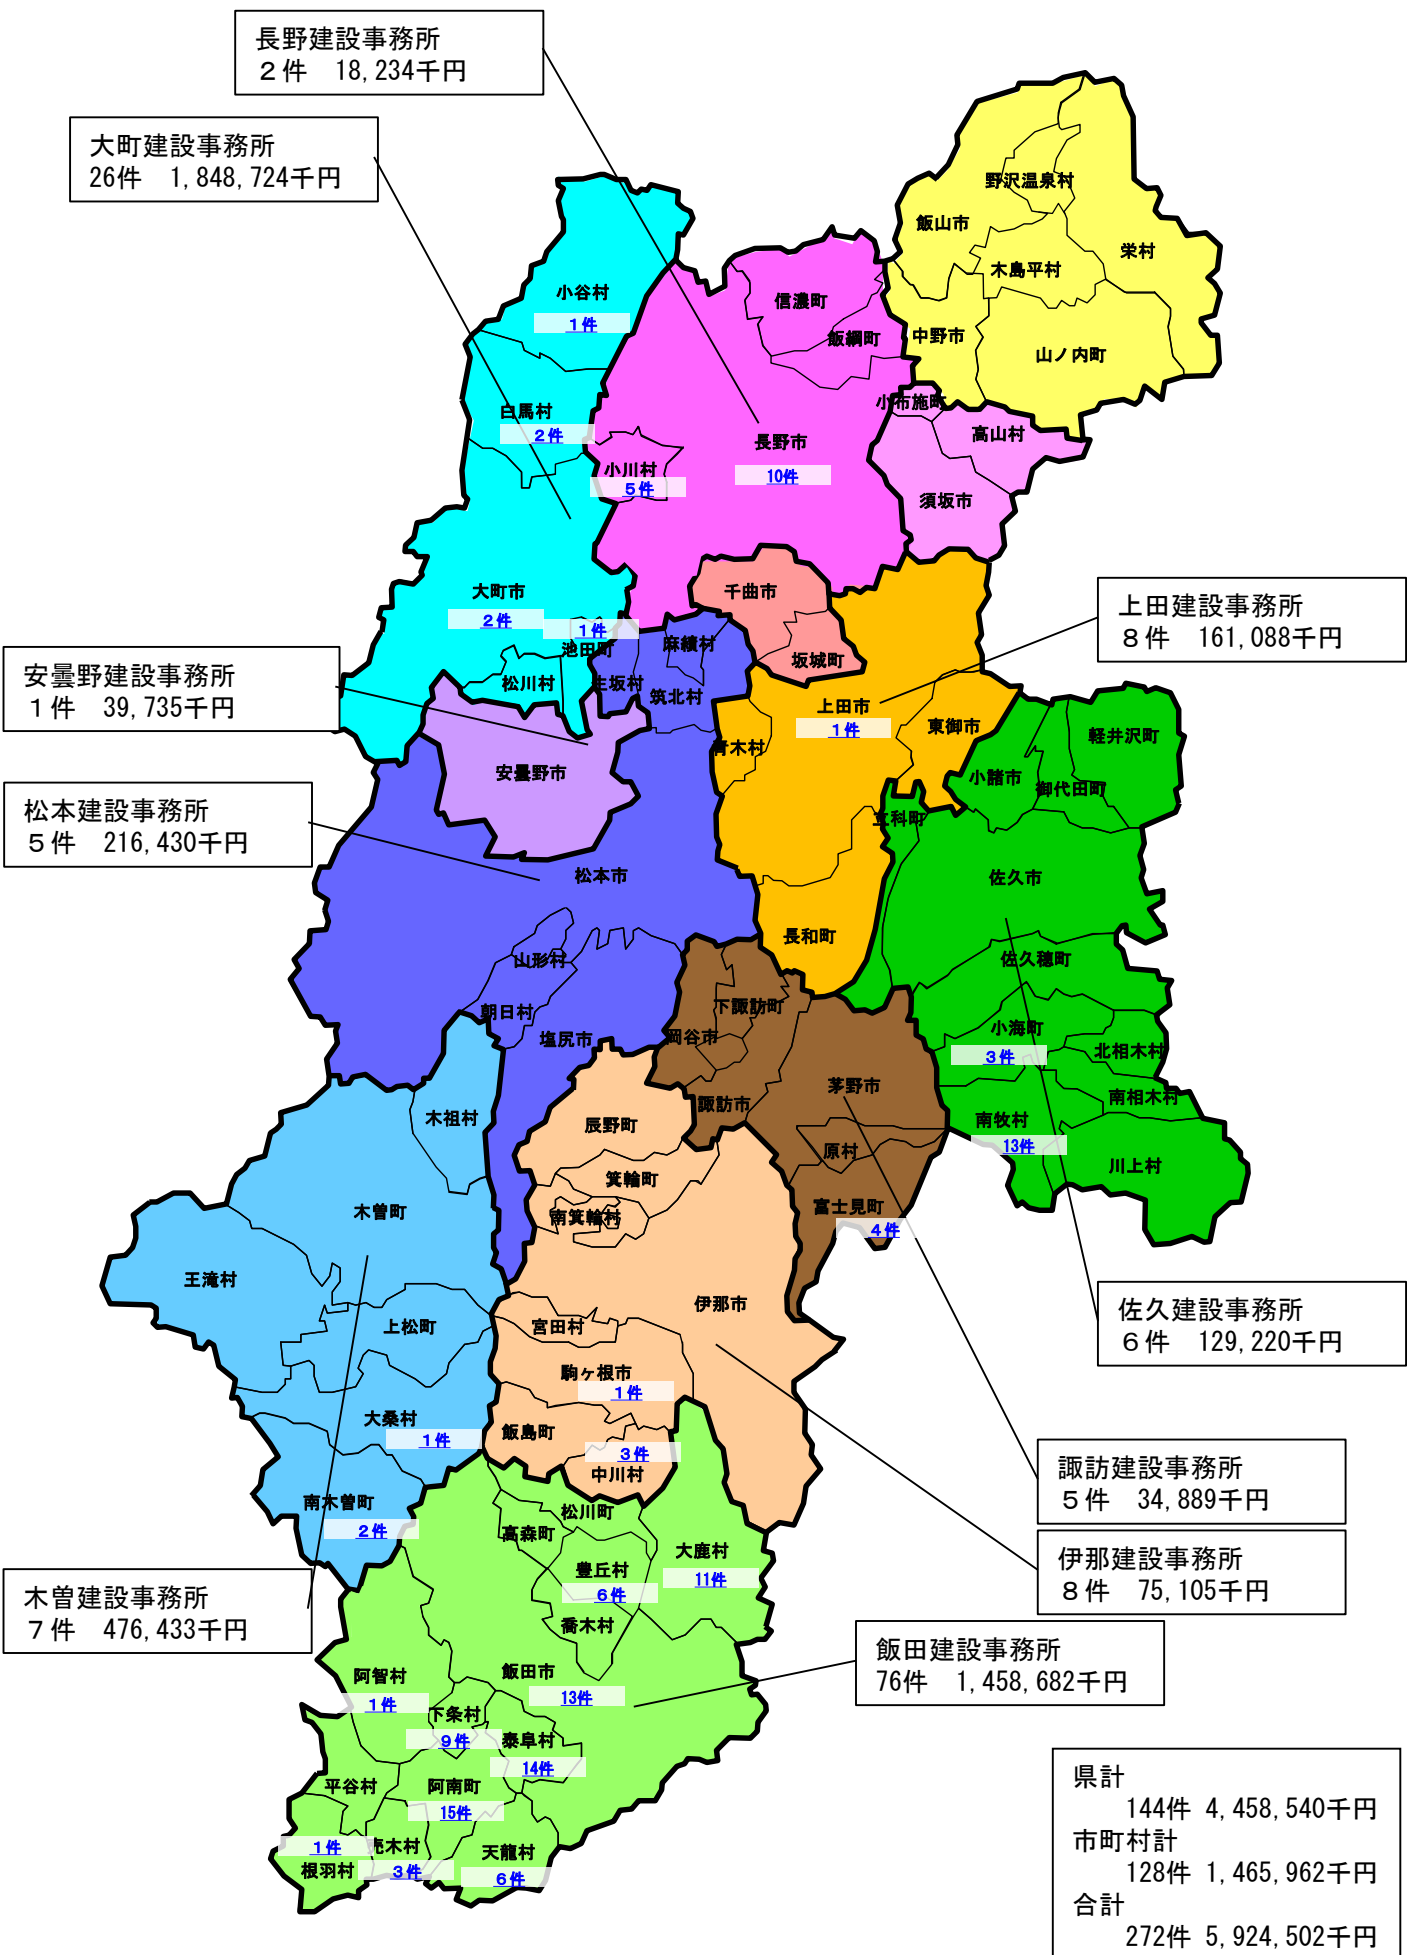 長野建設事務所
２件　18,234千円
大町建設事務所
26件　1,848,724千円
野沢温泉村
飯山市
栄村
木島平村
中野市
山ノ内町
小谷村
1件
信濃町
飯綱町
白馬村
2件
小布施町
高山村
須坂市
長野市
10件
小川村
5件
大町市
2件
1件
池田町
松川村
千曲市
坂城町
麻績村
生坂村
筑北村
上田建設事務所
８件　161,088千円
安曇野建設事務所
１件　39,735千円
安曇野市
上田市
1件
青木村
東御市
軽井沢町
小諸市
御代田町
立科町
松本建設事務所
５件　216,430千円
松本市
佐久市
長和町
山形村
朝日村
塩尻市
下諏訪町
岡谷市
諏訪市
茅野市
原村
富士見町
4件
佐久穂町
小海町
3件
北相木村
南相木村
南牧村
13件
川上村
木祖村
木曽町
王滝村
上松町
大桑村
1件
南木曽町
2件
辰野町
箕輪町
南箕輪村
伊那市
宮田村
駒ヶ根市
1件
飯島町
3件
中川村
佐久建設事務所
６件　129,220千円
諏訪建設事務所
５件　34,889千円
伊那建設事務所
８件　75,105千円
木曽建設事務所
７件　476,433千円
飯田建設事務所
76件　1,458,682千円
松川町
高森町
豊丘村
6件
大鹿村
11件
喬木村
飯田市
13件
阿智村
1件
下条村
9件
泰阜村
14件
平谷村
阿南町
15件
1件
根羽村
売木村
3件
天龍村
6件
県計
144件 4,458,540千円
市町村計
128件 1,465,962千円
合計
272件 5,924,502千円